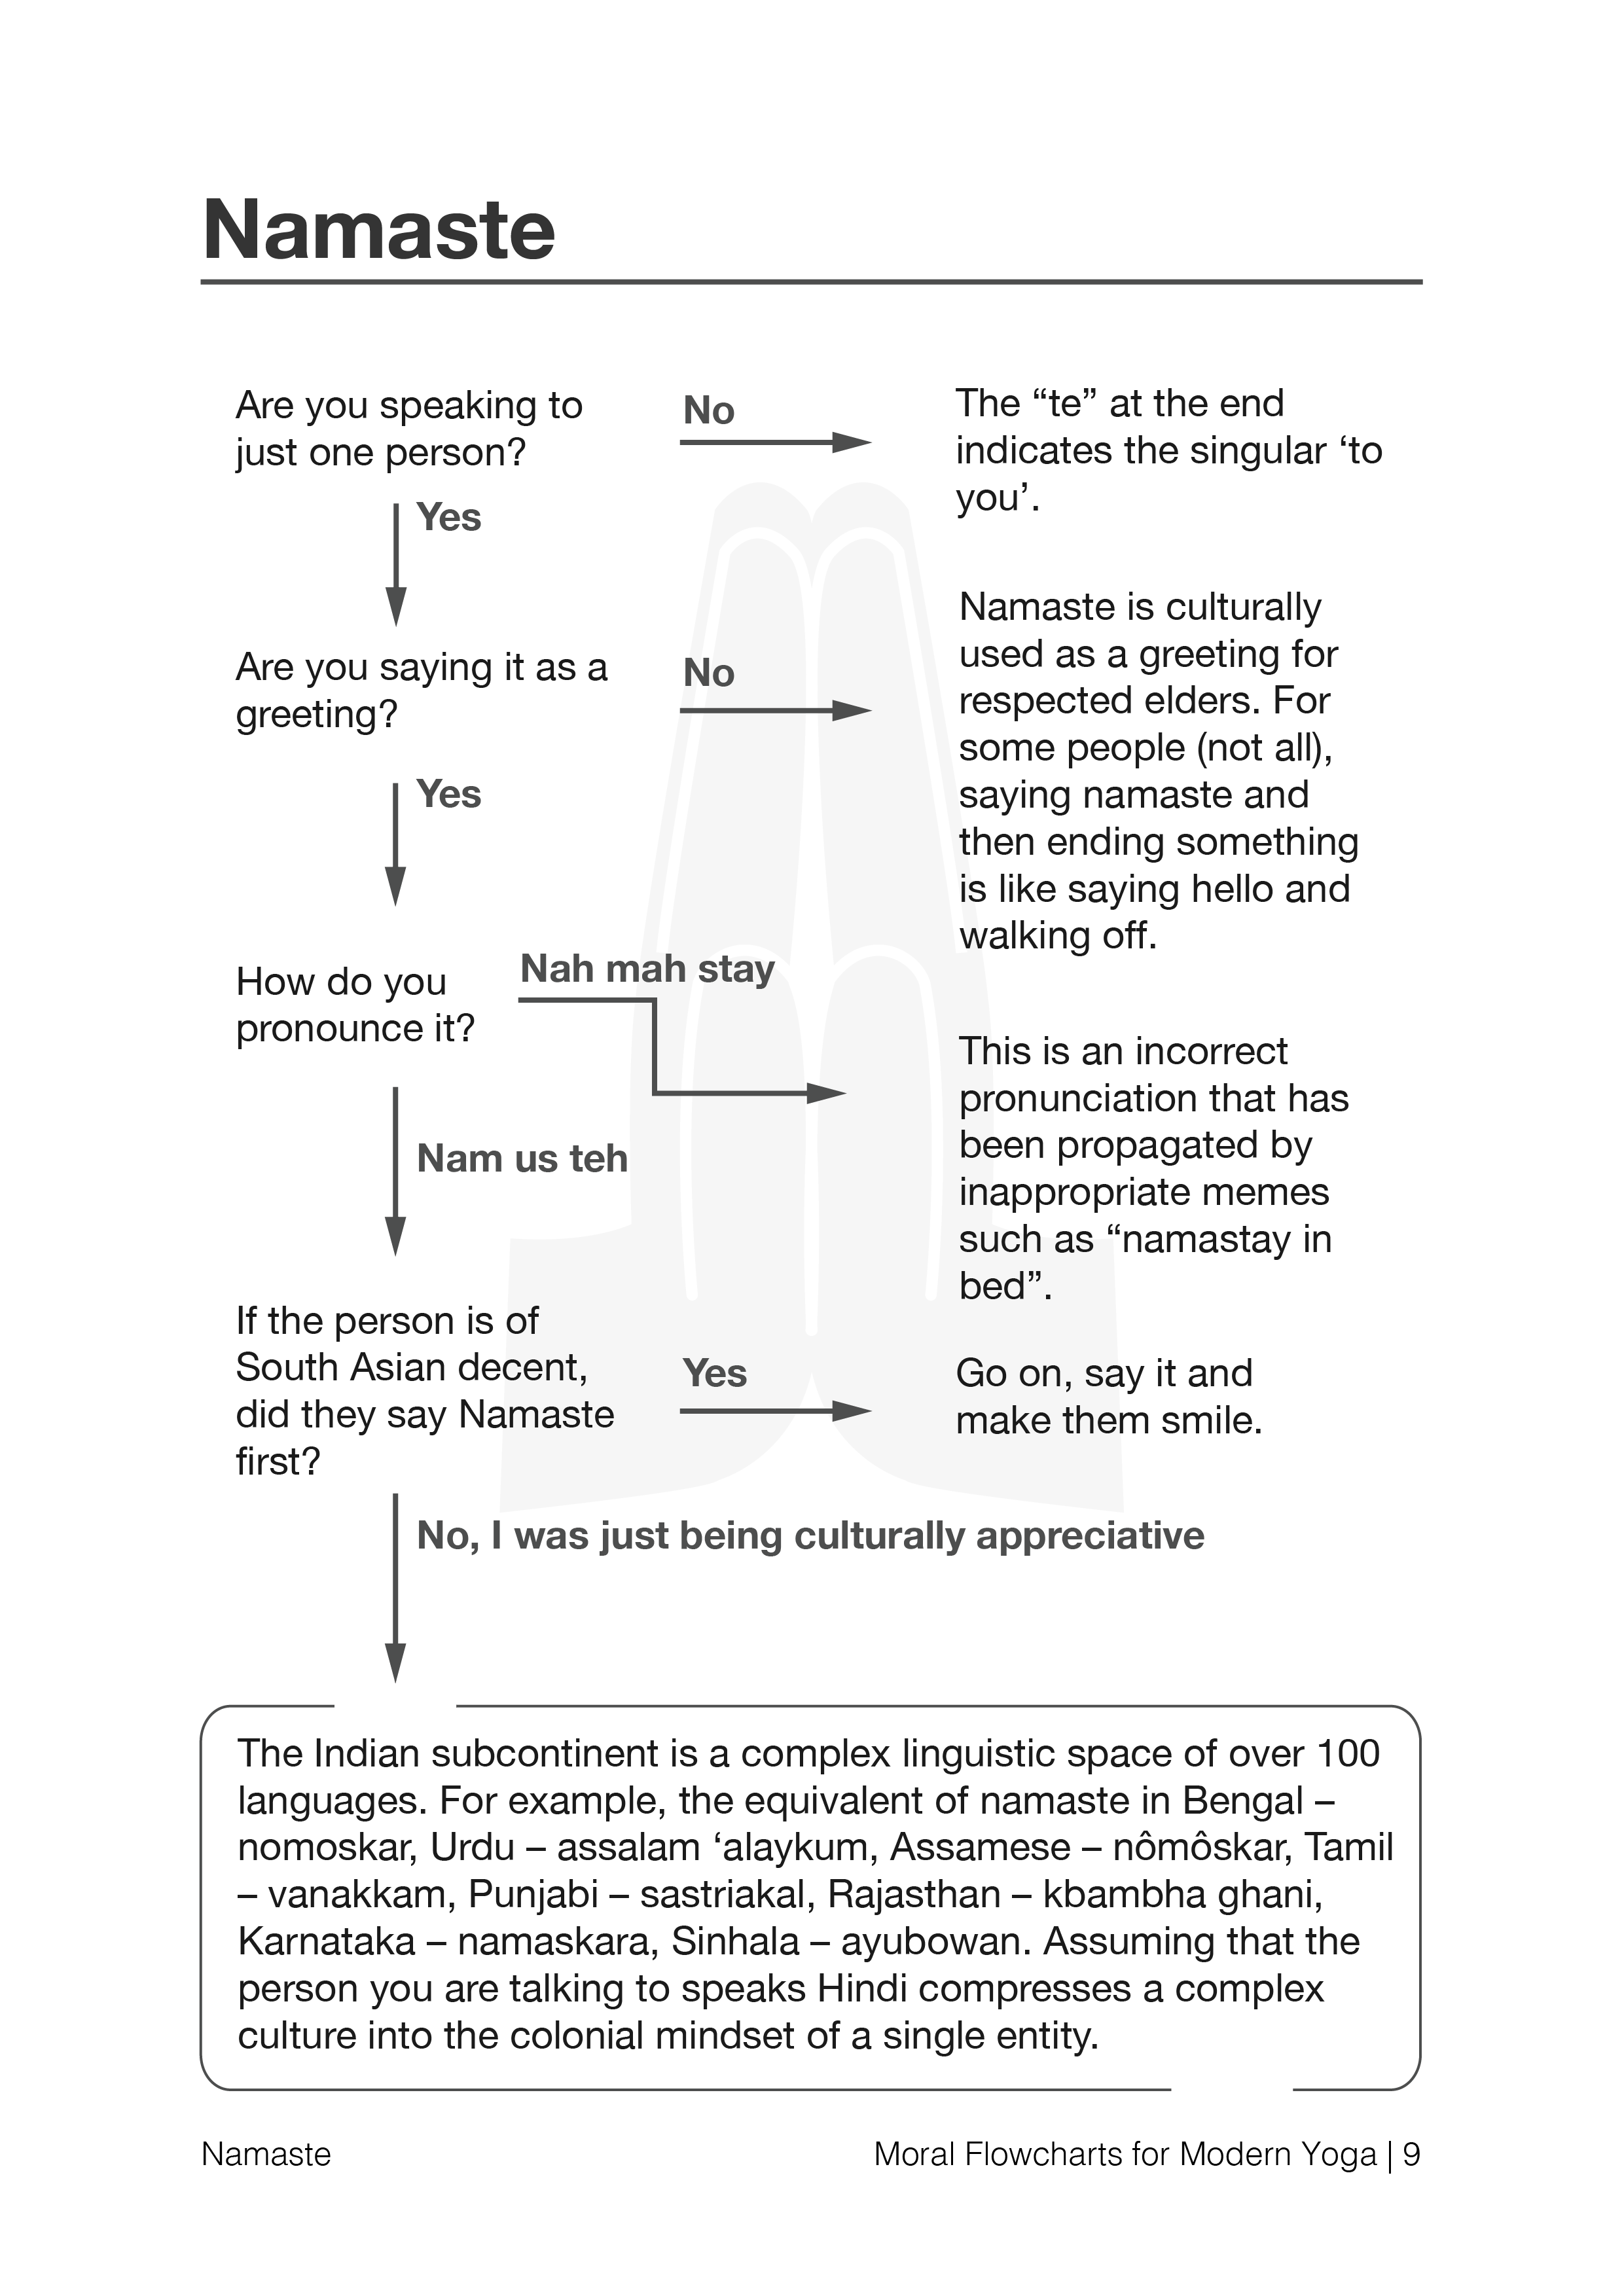 Namaste
Are you speaking to
just one person?
No
The “te” at the end
indicates the singular ‘to
you’.
Yes
Are you saying it as a
greeting?
No
Namaste is culturally
used as a greeting for
respected elders. For
some people (not all),
saying namaste and
then ending something
is like saying hello and
walking off.
Yes
How do you
pronounce it?
Nah mah stay
This is an incorrect
pronunciation that has
been propagated by
inappropriate memes
such as “namastay in
bed”.
Nam us teh
If the person is of
South Asian decent,
did they say Namaste
first?
Yes
Go on, say it and
make them smile.
No, I was just being culturally appreciative
The Indian subcontinent is a complex linguistic space of over 100
languages. For example, the equivalent of namaste in Bengal –
nomoskar, Urdu – assalam ‘alaykum, Assamese – nômôskar, Tamil
– vanakkam, Punjabi – sastriakal, Rajasthan – kbambha ghani,
Karnataka – namaskara, Sinhala – ayubowan. Assuming that the
person you are talking to speaks Hindi compresses a complex
culture into the colonial mindset of a single entity.
Namaste
Moral Flowcharts for Modern Yoga | 9